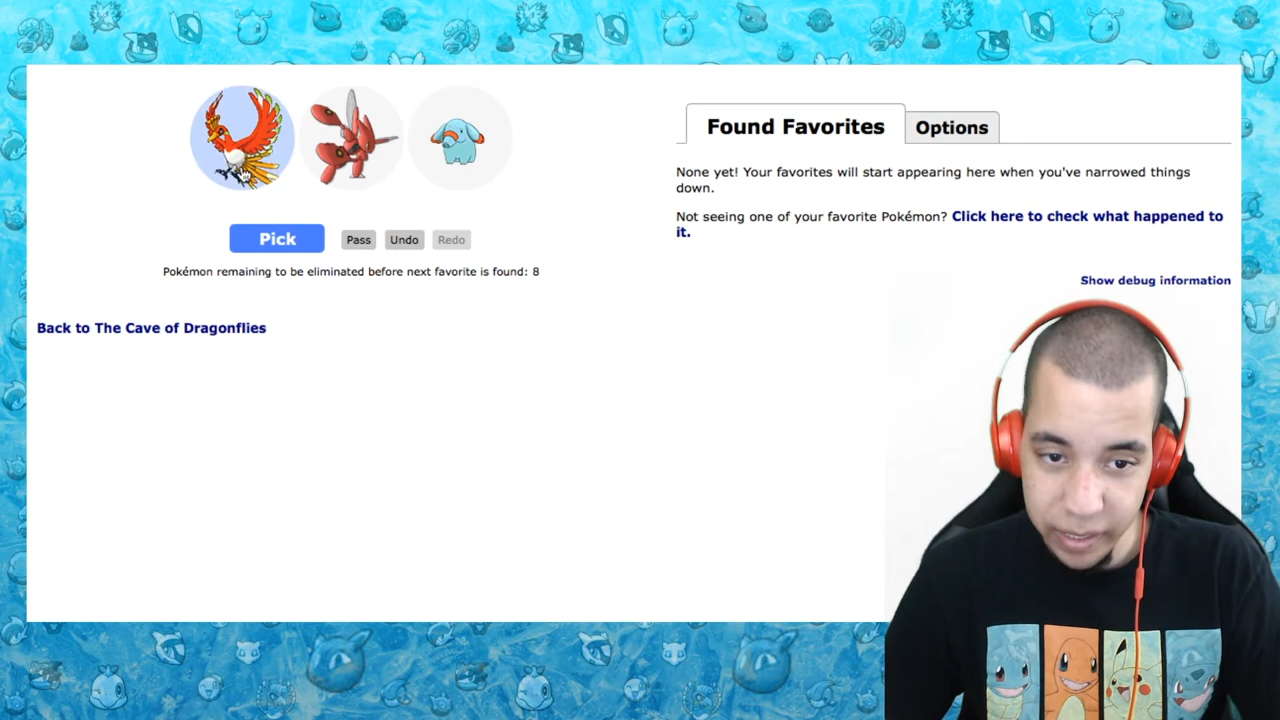 Found Favorites
Options
None yet! Your favorites will start appearing here when you've narrowed things
down.
Not seeing one of your favorite Pokémon? Click here to check what happened to
it.
Show debug information
Pick
Pass
Undo
Redo
Pokémon remaining to be eliminated before next favorite is found: 8
Back to The Cave of Dragonflies